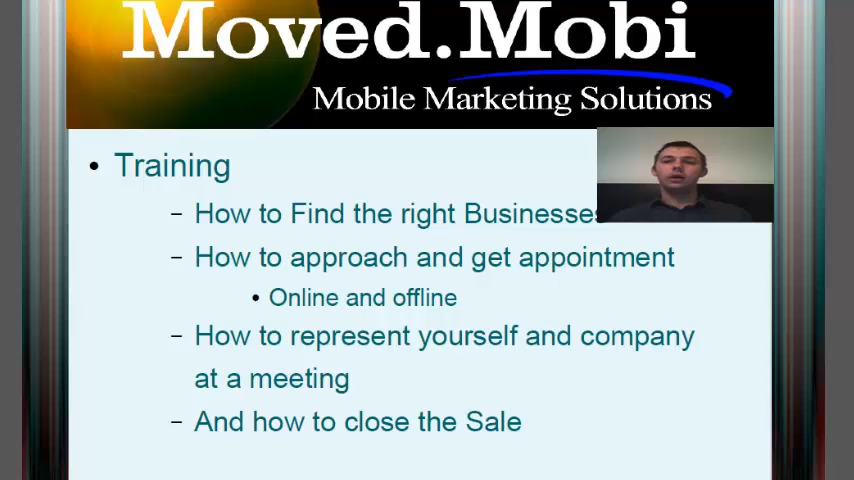 Moved.Mobi
Mobile Marketing Solutions
• Training
– How to Find the right Businesses
– How to approach and get appointment
• Online and offline
– How to represent yourself and company
at a meeting
– And how to close the Sale